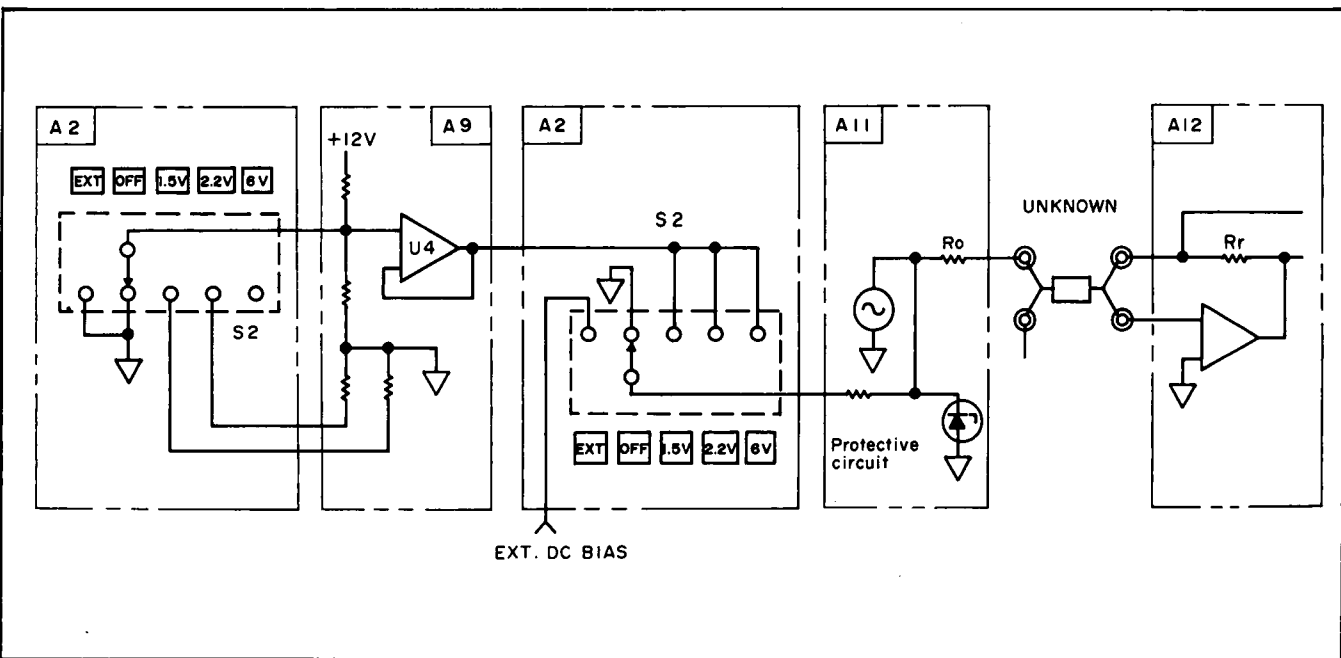 A2
EXT OFF 1.5V 2.2V 6V
S2
A9
+12V
U4
A2
S2
EXT OFF 1.5V 2.2V 6V
EXT. DC BIAS
A11
Ro
Protective
circuit
UNKNOWN
A12
Rr